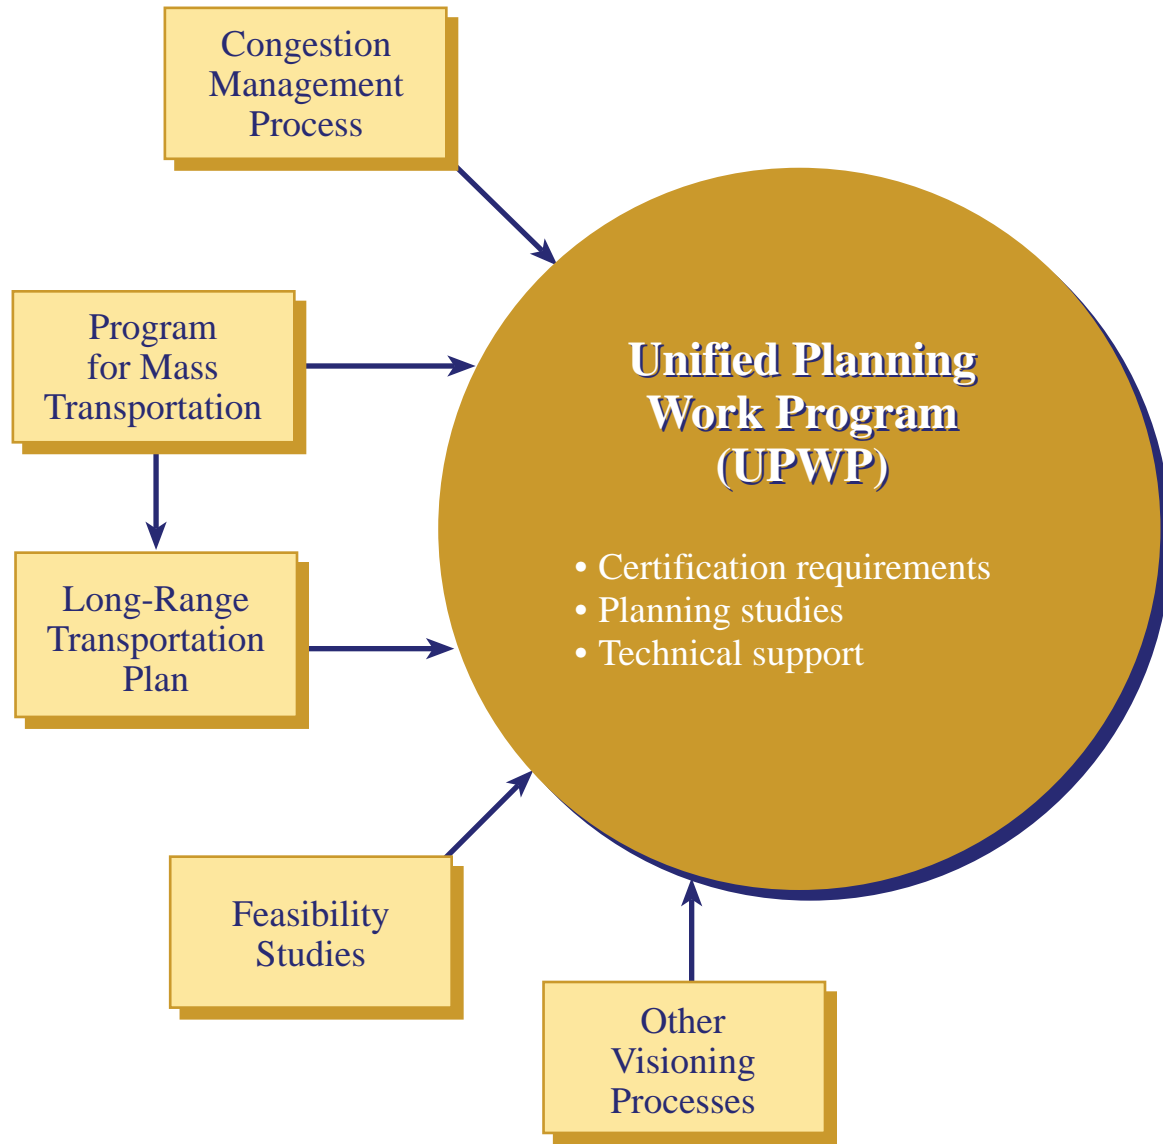 Congestion
Management
Process
Program
for Mass
Transportation
Long-Range
Transportation
Plan
Feasibility
Studies
Other
Visioning
Processes
Unified Planning
Work Program
(UPWP)
• Certification requirements
• Planning studies
• Technical support